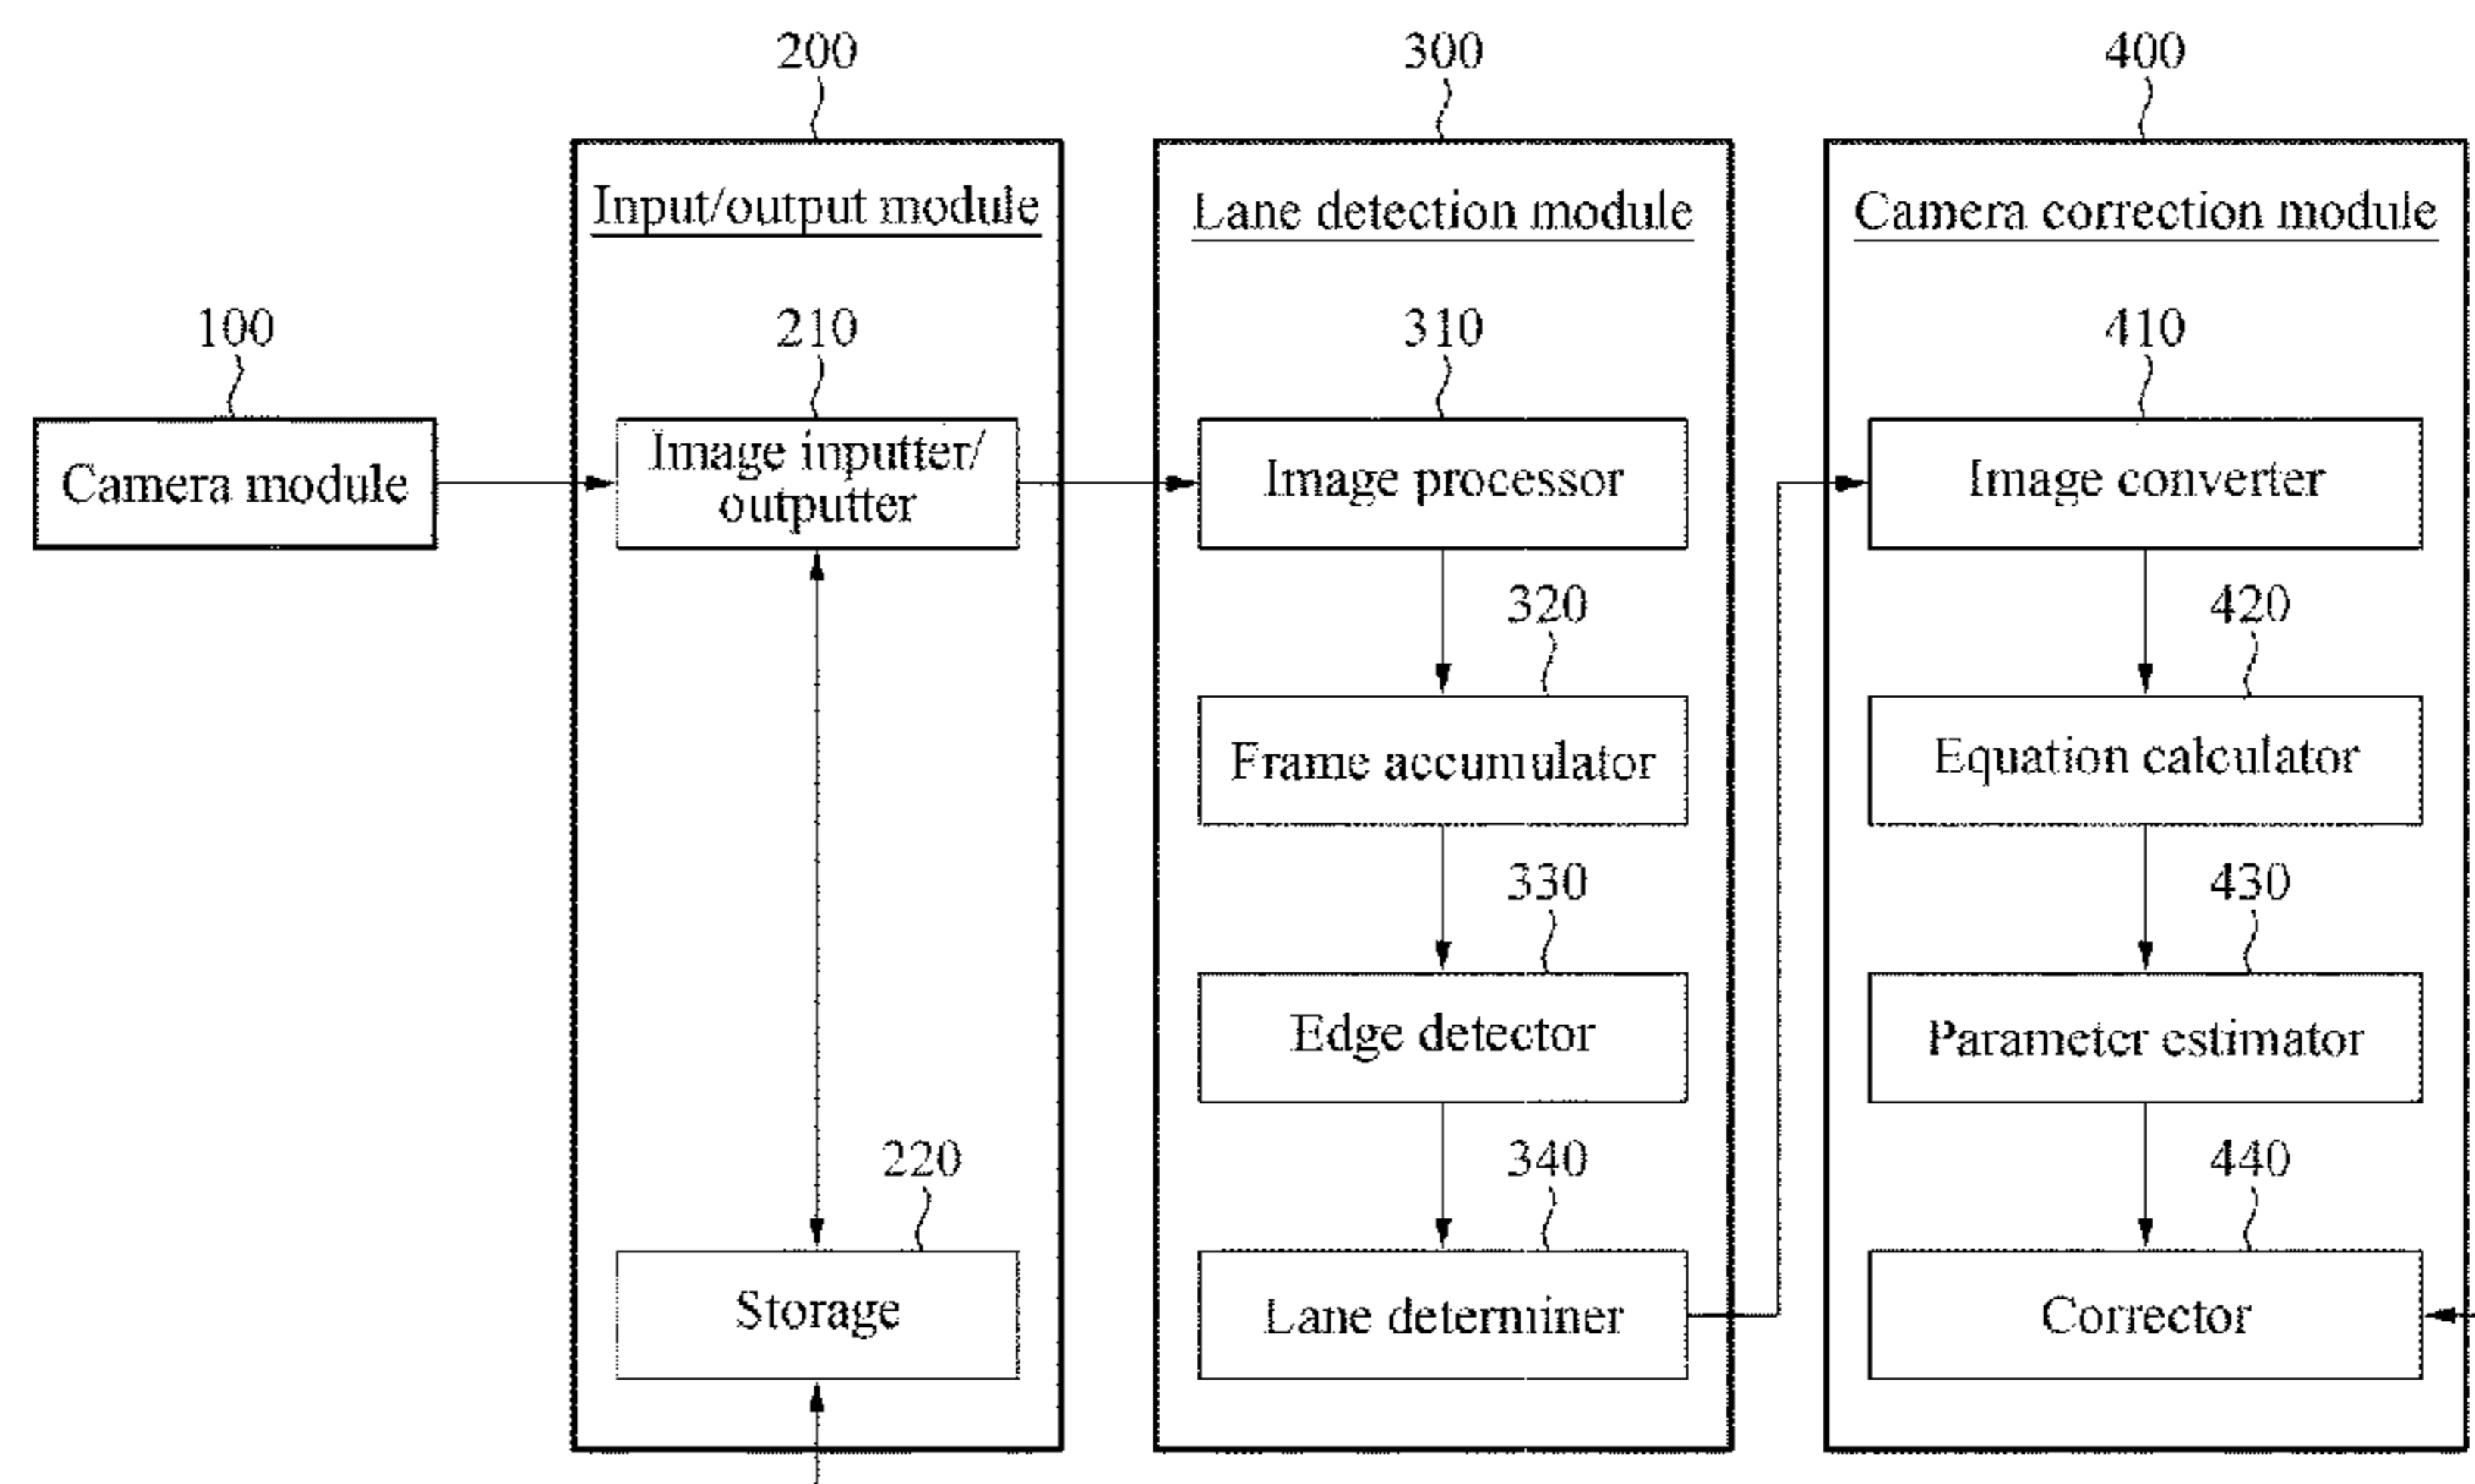 200
300
400
Input/output module
Lane detection module
Camera correction module
100
210
310
410
Camera module
Image inputter/
outputter
Image processor
Image converter
320
420
Frame accumulator
Equation calculator
330
430
Edge detector
Parameter estimator
220
340
440
Storage
Lane determiner
Corrector